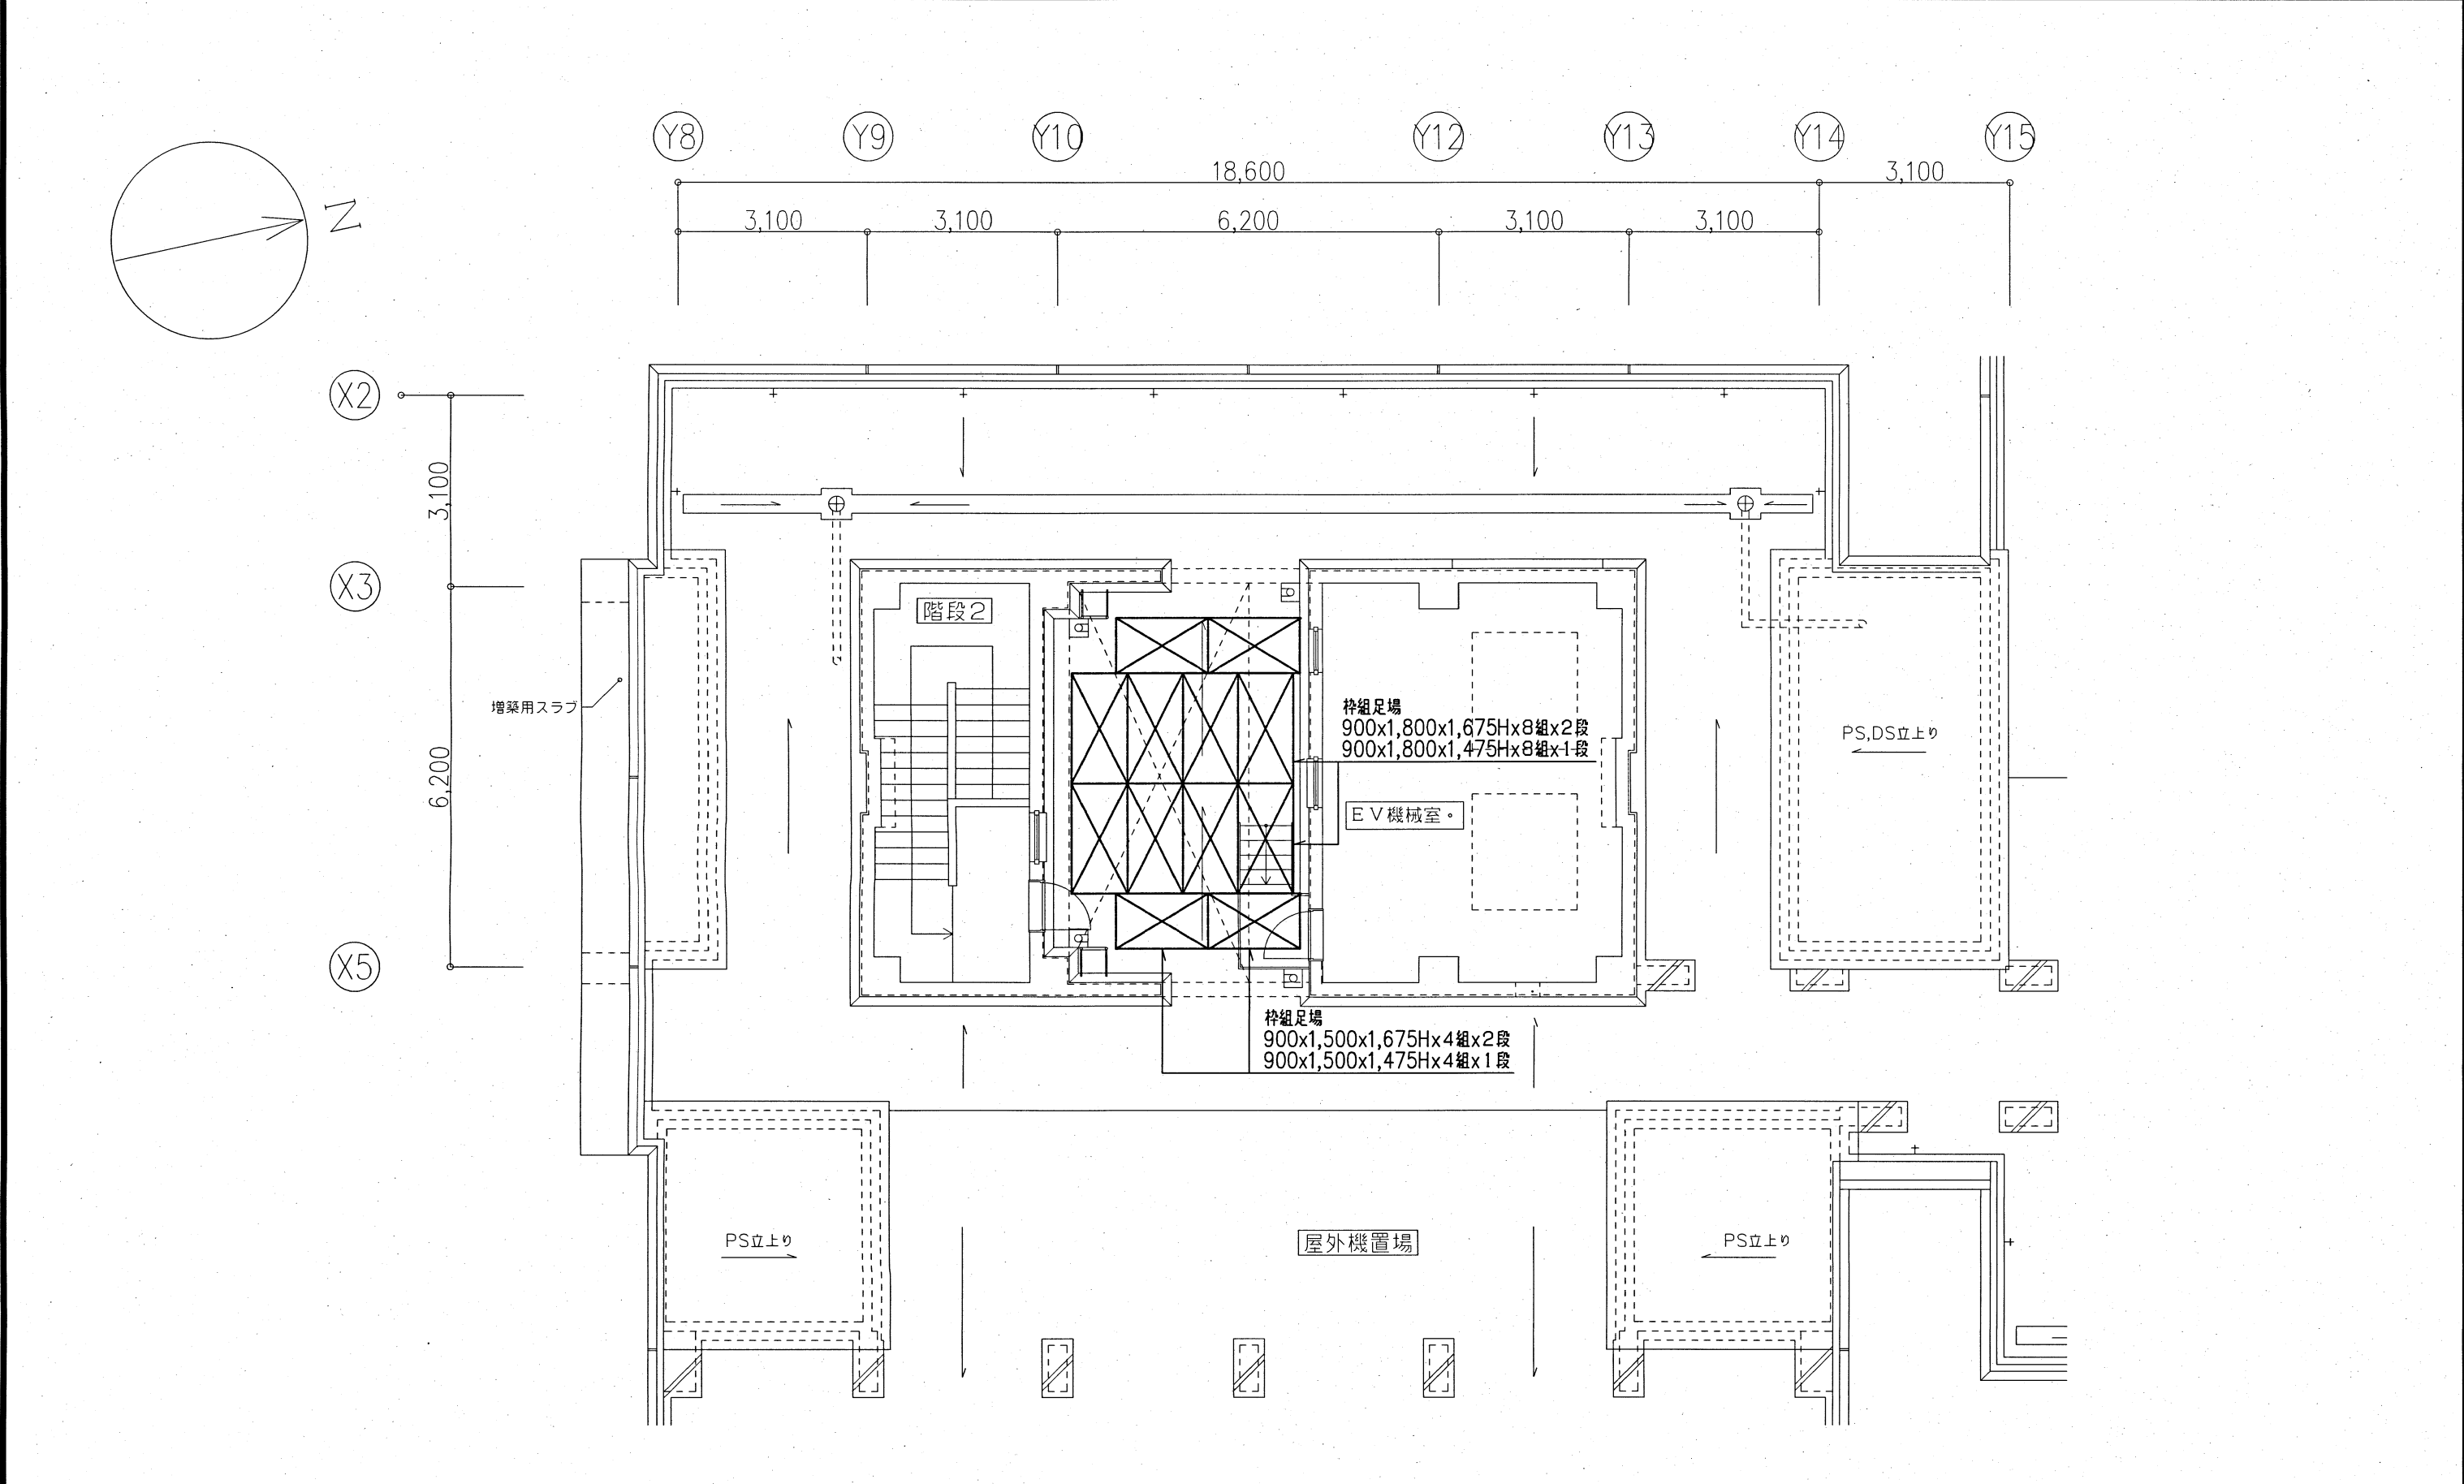 Y8 Y9 Y10 Y12 Y13 Y14 Y15
18,600 3,100
3,100 3,100 6,200 3,100 3,100
N
X2
3,100
X3
6,200
X5
階段2
増築用スラブ
枠組足場
900x1,800x1,675Hx8組x2段
900x1,800x1,475Hx8組x1段
PS,DS立上り
EV機械室。
枠組足場
900x1,500x1,675Hx4組x2段
900x1,500x1,475Hx4組x1段
PS立上り
屋外機置場
PS立上り